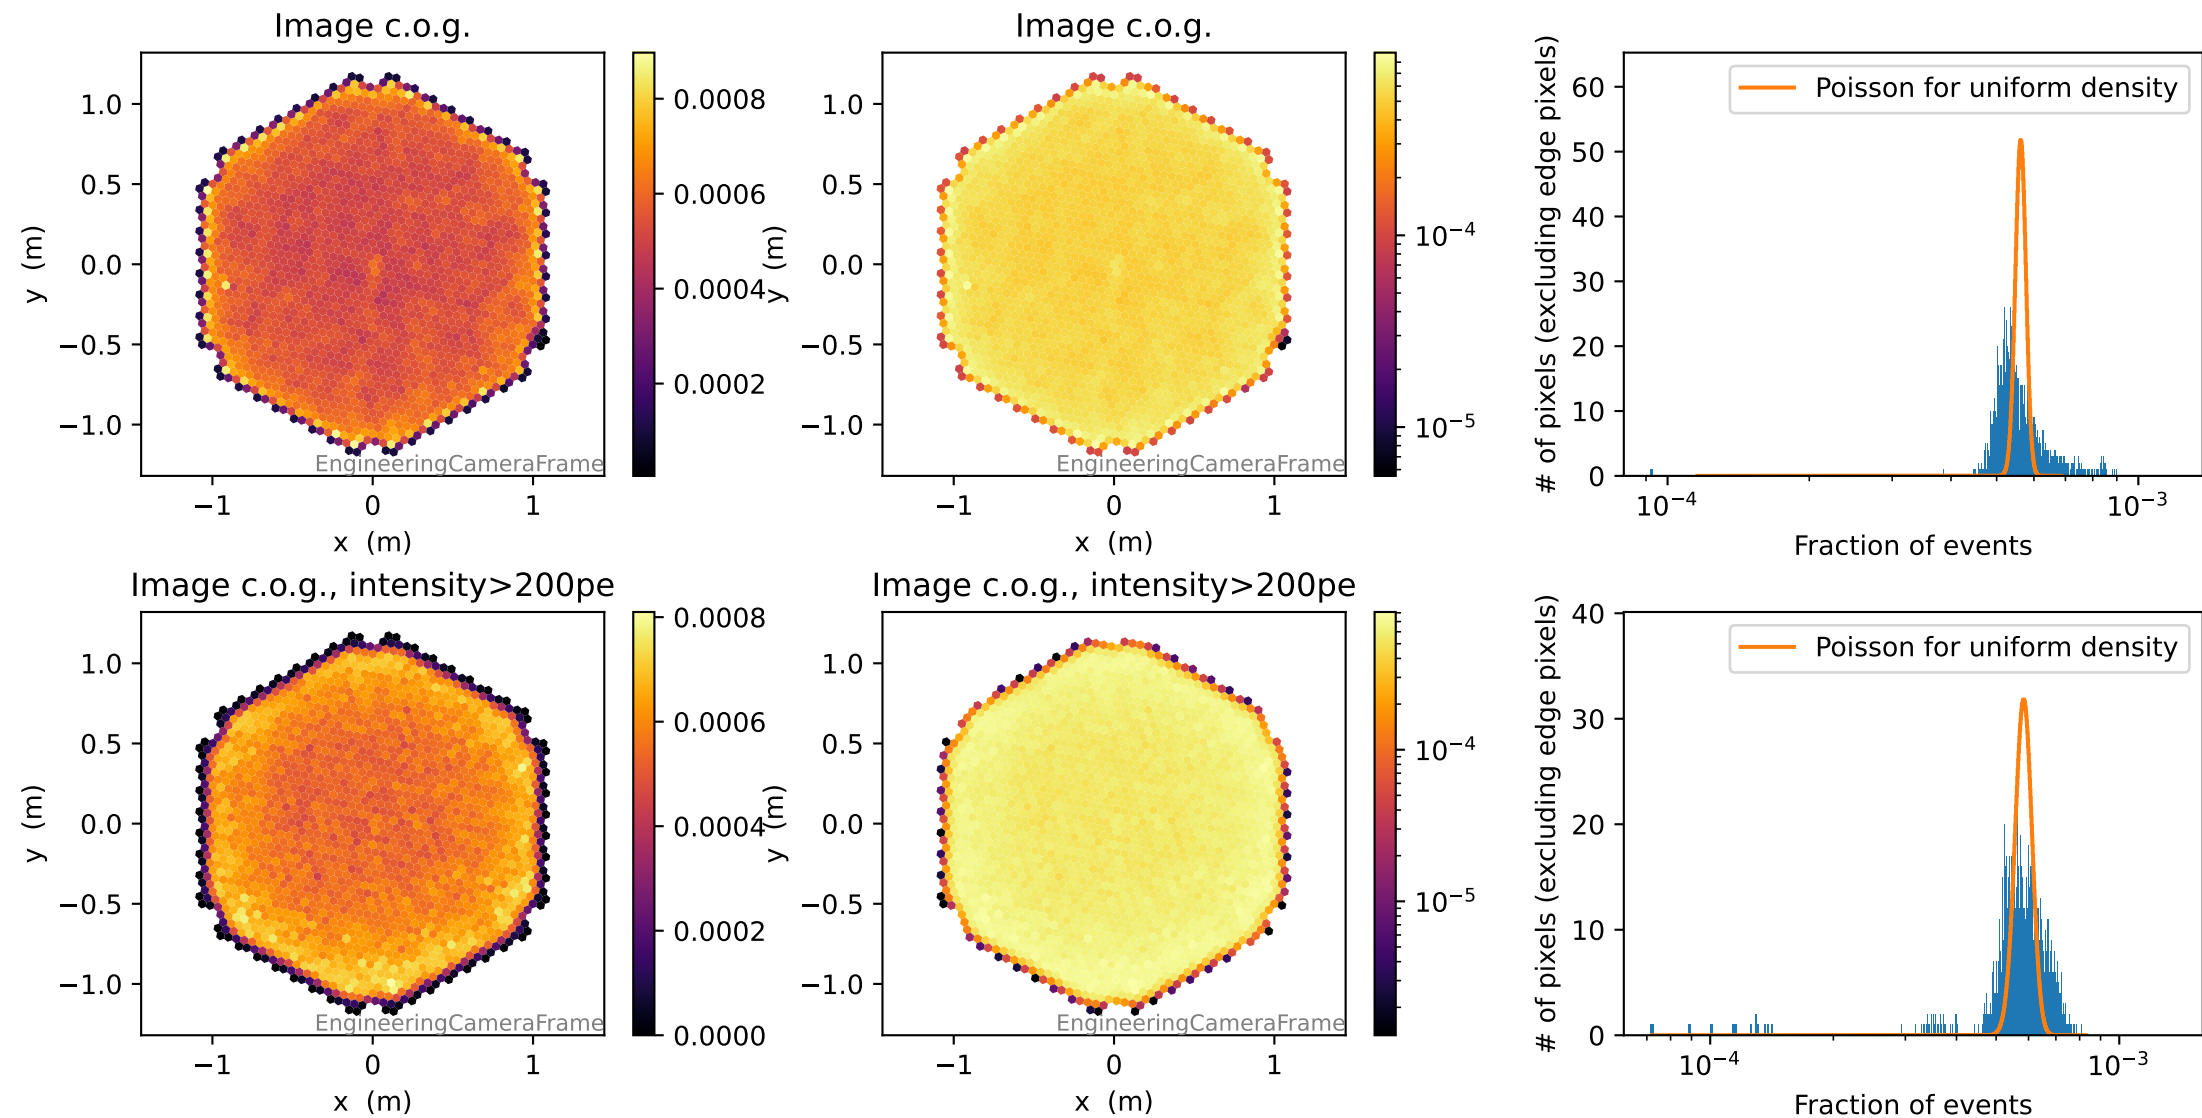 Image c.o.g.
1.0
0.5
0.0
−0.5
−1.0
y (m)
−1
0
1
x (m)
EngineeringCameraFrame
0.0008
0.0006
0.0004
0.0002
Image c.o.g.
1.0
0.5
0.0
−0.5
−1.0
y (m)
−1
0
1
x (m)
EngineeringCameraFrame
10−4
10−5
# of pixels (excluding edge pixels)
60
50
40
30
20
10
0
Poisson for uniform density
10−4
10−3
Fraction of events
Image c.o.g., intensity>200pe
1.0
0.5
0.0
−0.5
−1.0
y (m)
−1
0
1
x (m)
EngineeringCameraFrame
0.0008
0.0006
0.0004
0.0002
0.0000
Image c.o.g., intensity>200pe
1.0
0.5
0.0
−0.5
−1.0
y (m)
−1
0
1
x (m)
EngineeringCameraFrame
10−4
10−5
# of pixels (excluding edge pixels)
40
30
20
10
0
Poisson for uniform density
10−4
10−3
Fraction of events